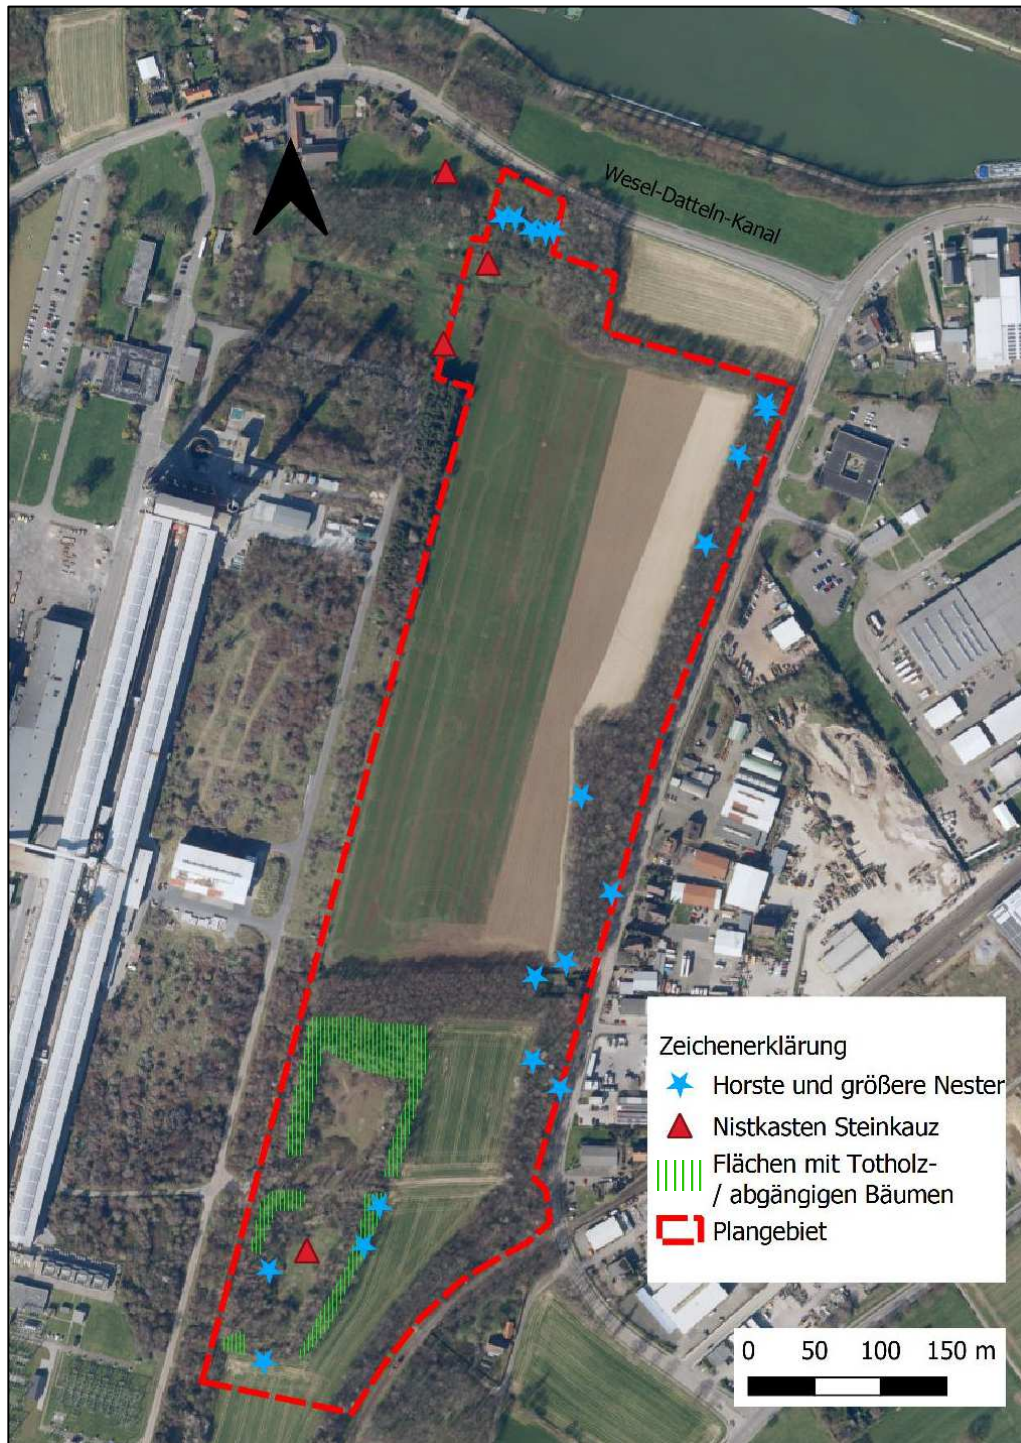 Wesel-Datteln-Kanal
Zeichenerklärung
Horste und größere Nester
Nistkasten Steinkauz
Flächen mit Totholz-
/ abgängigen Bäumen
Plangebiet
0 50 100 150 m